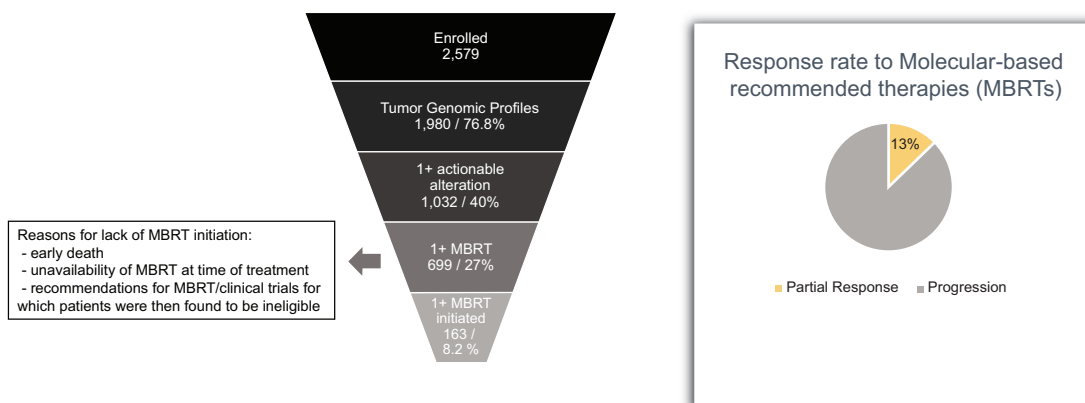 Enrolled
2,579
Tumor Genomic Profiles
1,980 / 76.8%
1+ actionable
alteration
1,032 / 40%
1+ MBRT
699 / 27%
1+ MBRT
initiated
163 /
8.2 %
Reasons for lack of MBRT initiation:
- early death
- unavailability of MBRT at time of treatment
- recommendations for MBRT/clinical trials for
which patients were then found to be ineligible
Response rate to Molecular-based
recommended therapies (MBRTs)
13%
Partial Response
Progression